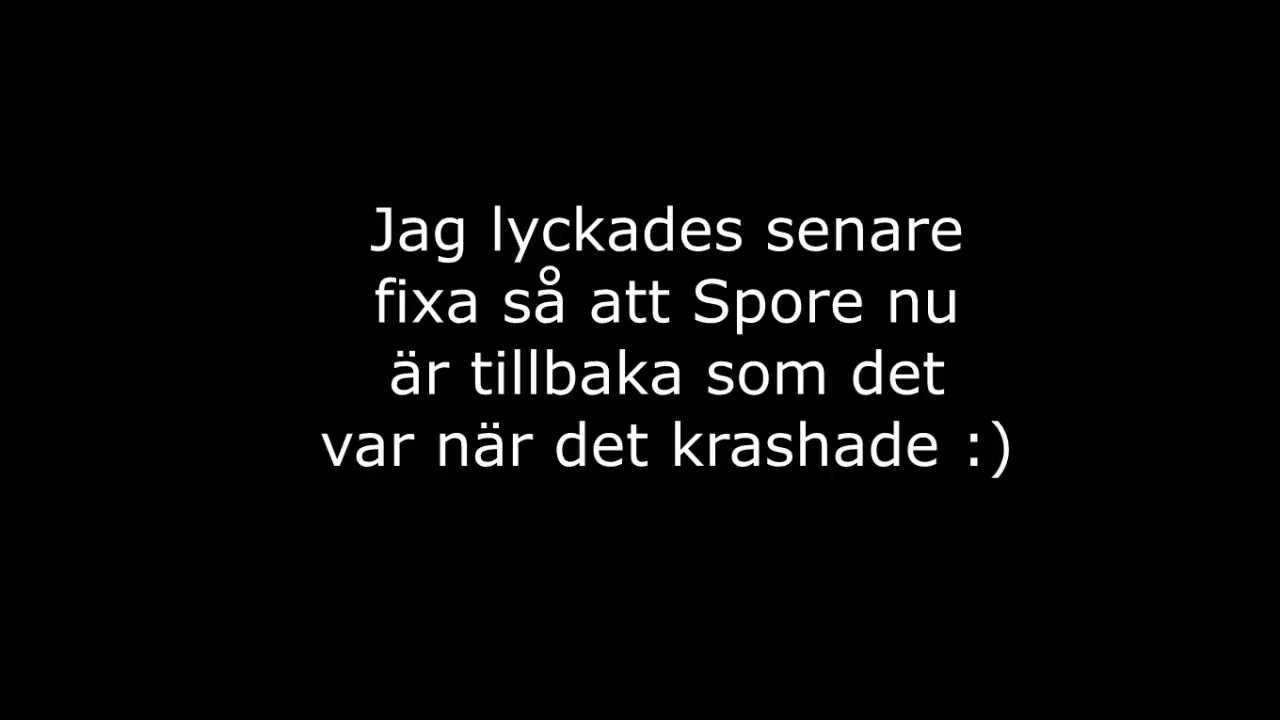 Jag lyckades senare
fixa så att Spore nu
är tillbaka som det
var när det krashade :)